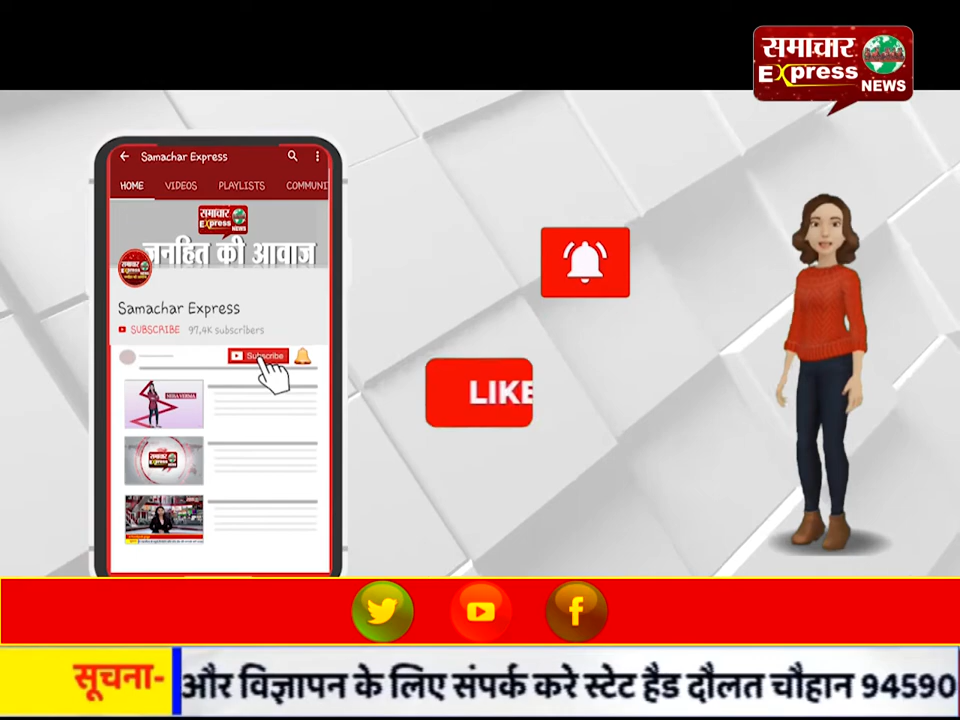 समाचार
Express
NEWS
Samachar Express
HOME VIDEOS PLAYLISTS COMMUNI
समाचार
Express
NEWS
जनहित की आवाज
Samachar Express
SUBSCRIBE 97.4K subscribers
Subscribe
LIKE
सूचना- और विज्ञापन के लिए संपर्क करे स्टेट हैड दौलत चौहान 94590